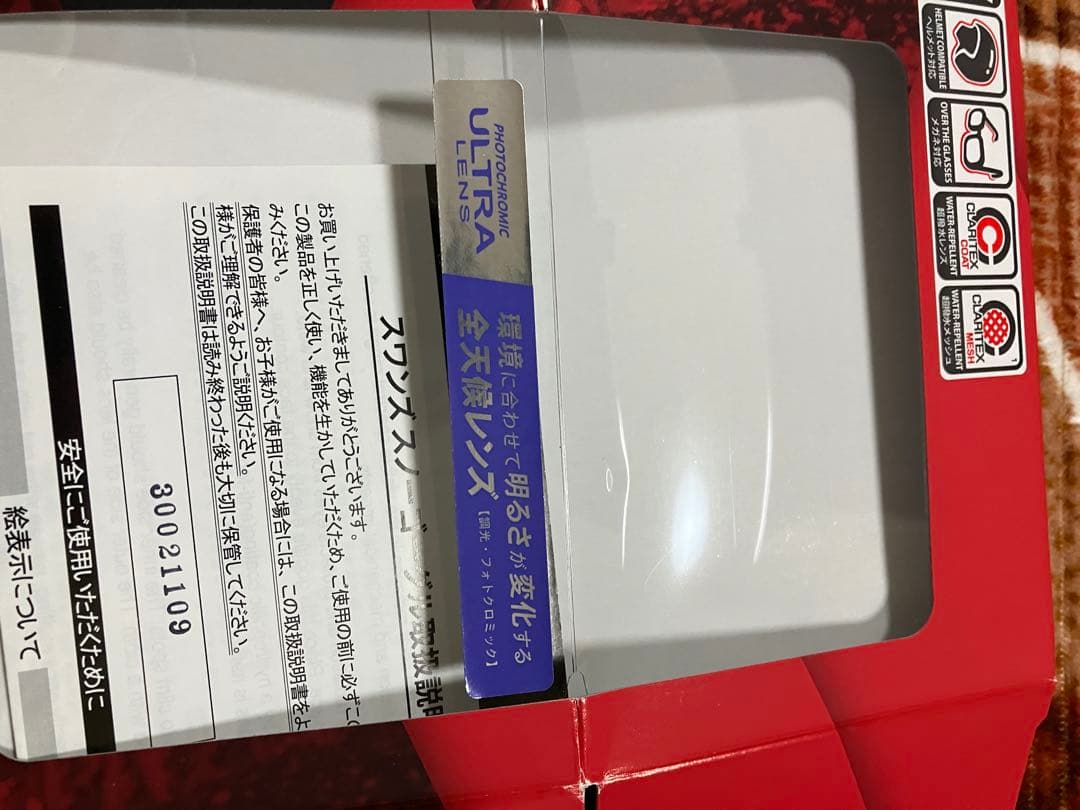 HELMET COMPATIBLE
ヘルメット対応
OVER THE GLASSES
メガネ対応
CLARITEX
COAT
WATER-REPELLENT
超撥水レンズ
CLARITEX
MESH
WATER-REPELLENT
超撥水メッシュ
PHOTOCHROMIC
ULTRA
LENS
環境に合わせて明るさが変化する
全天候レンズ【調光・フォトクロミック】
スワンズ スノーゴーグル取扱説
お買い上げいただきましてありがとうございます。
この製品を正しく使い、機能を生かしていただくため、ご使用の前に必ずこの
みください。
保護者の皆様へ、お子様がご使用になる場合には、この取扱説明書をよ
様がご理解できるようご説明ください。
この取扱説明書は読み終わった後も大切に保管してください。
30021109
安全にご使用いただくために
絵表示について